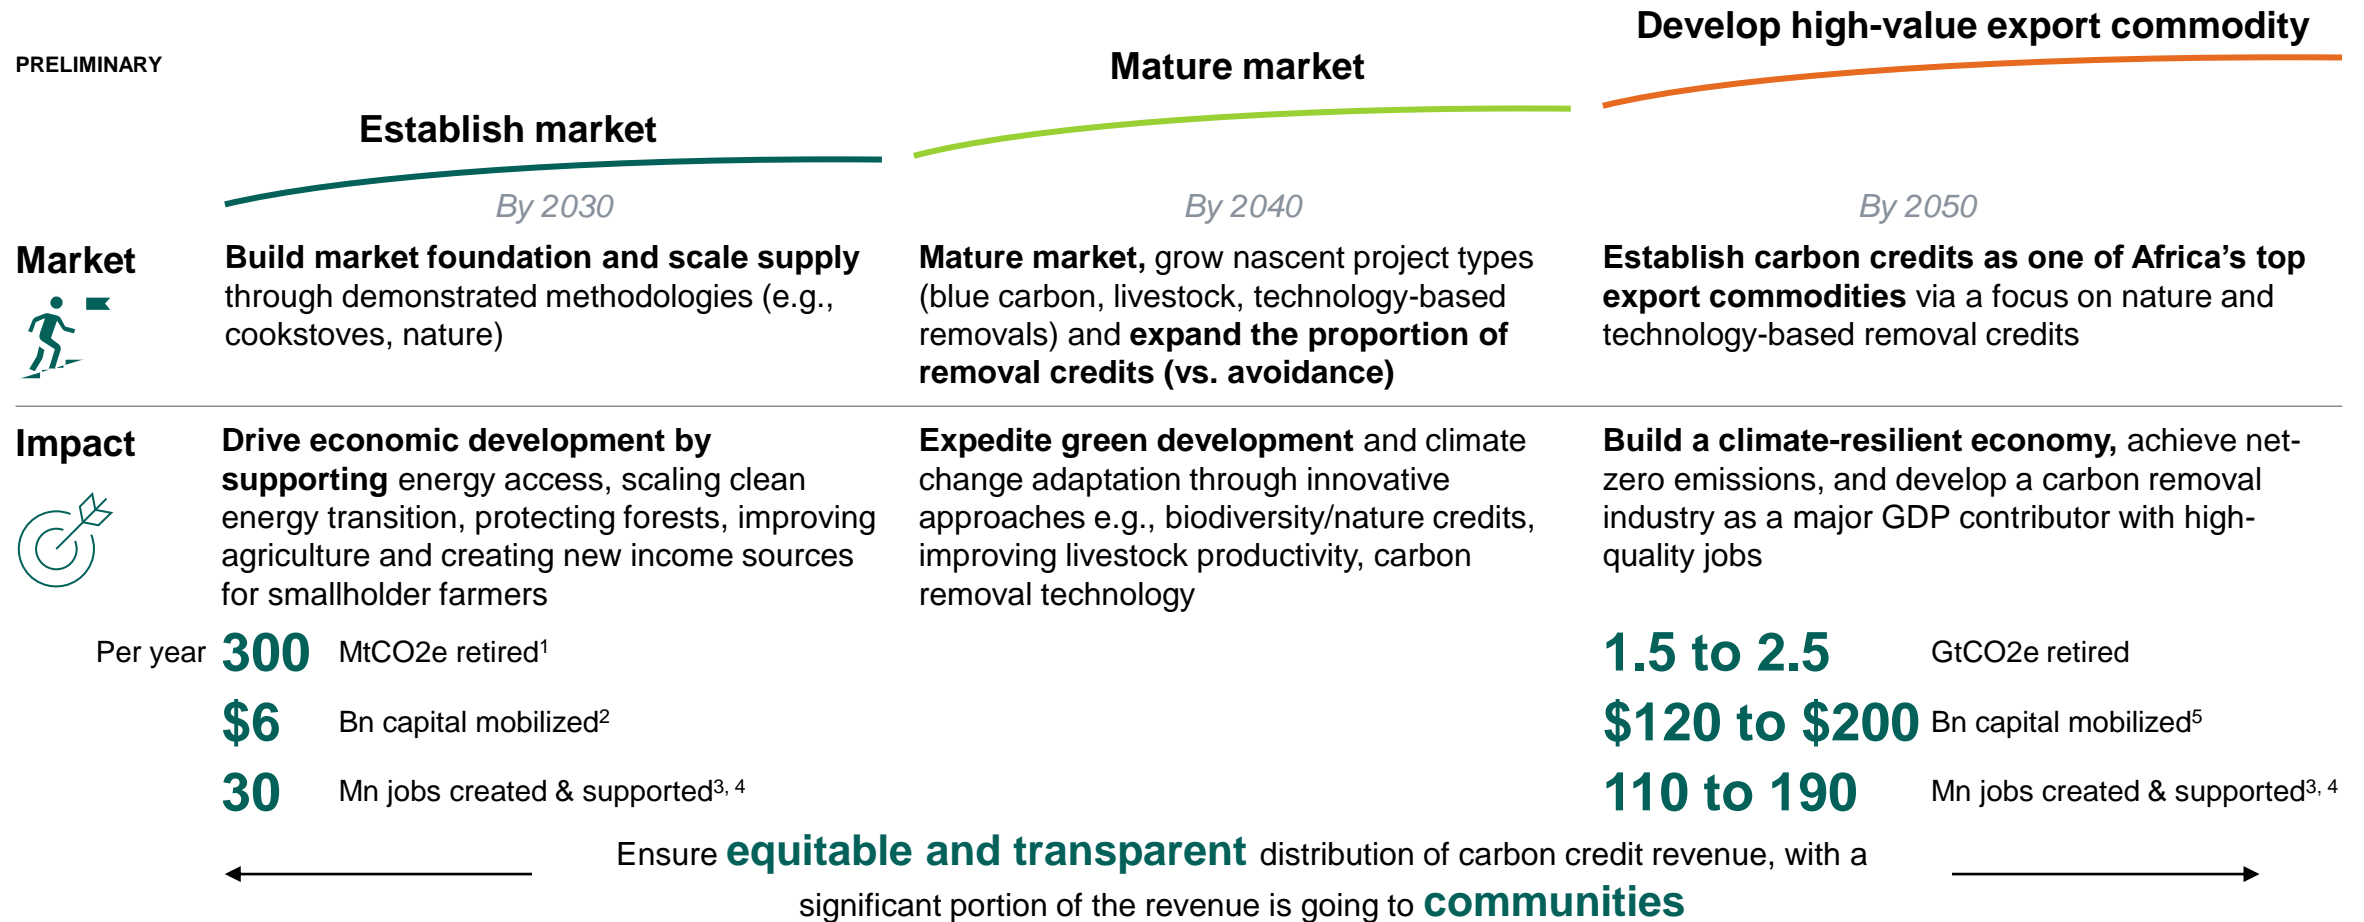 PRELIMINARY
Establish market
Mature market
Develop high-value export commodity
By 2030
By 2040
By 2050
Market
Build market foundation and scale supply
through demonstrated methodologies (e.g.,
cookstoves, nature)
Mature market, grow nascent project types
(blue carbon, livestock, technology-based
removals) and expand the proportion of
removal credits (vs. avoidance)
Establish carbon credits as one of Africa’s top
export commodities via a focus on nature and
technology-based removal credits
Impact
Drive economic development by
supporting energy access, scaling clean
energy transition, protecting forests, improving
agriculture and creating new income sources
for smallholder farmers
Expedite green development and climate
change adaptation through innovative
approaches e.g., biodiversity/nature credits,
improving livestock productivity, carbon
removal technology
Build a climate-resilient economy, achieve net-
zero emissions, and develop a carbon removal
industry as a major GDP contributor with high-
quality jobs
Per year 300 MtCO2e retired1
$6 Bn capital mobilized2
30 Mn jobs created & supported3, 4
1.5 to 2.5 GtCO2e retired
$120 to $200 Bn capital mobilized5
110 to 190 Mn jobs created & supported3, 4
Ensure equitable and transparent distribution of carbon credit revenue, with a
significant portion of the revenue is going to communities